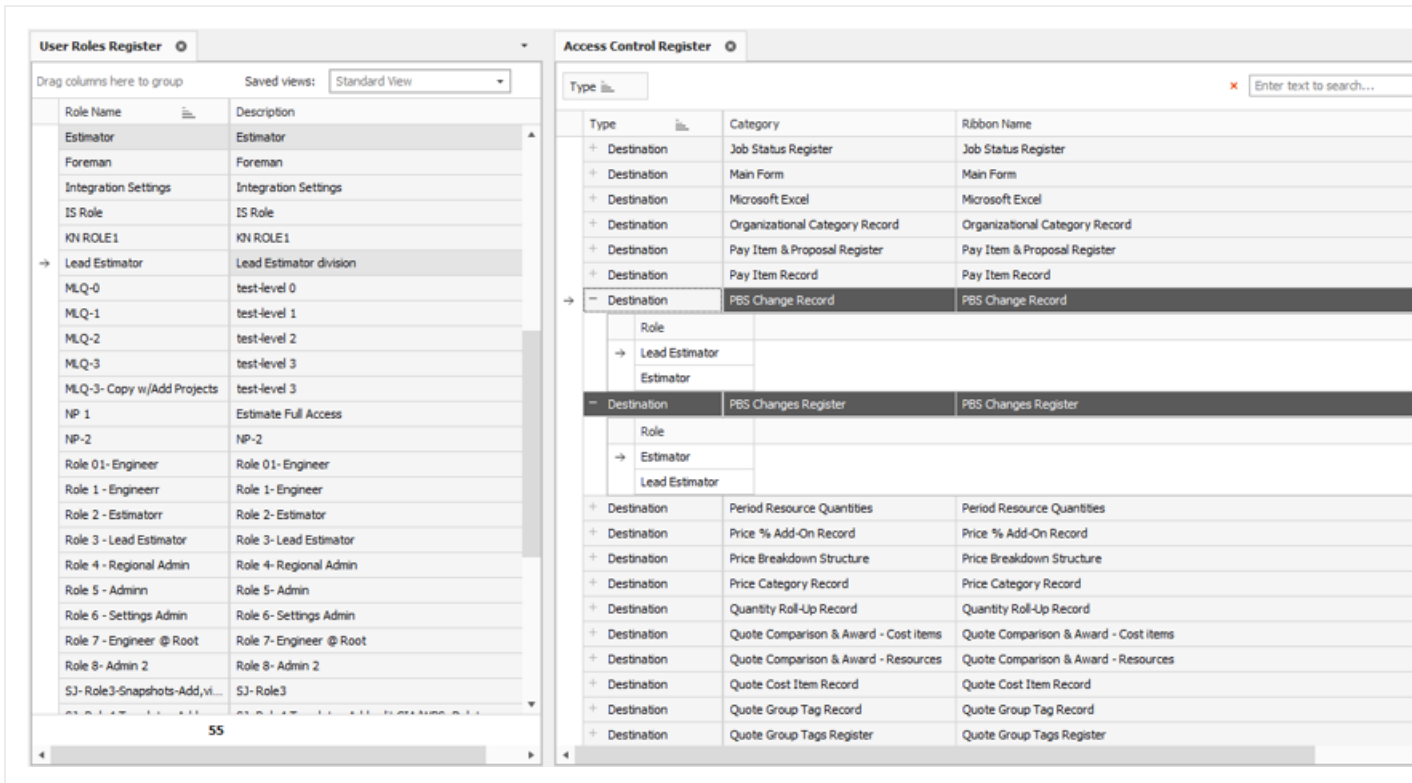 User Roles Register
Drag columns here to group Saved views: Standard View
Role Name Description
Estimator Estimator
Foreman Foreman
Integration Settings Integration Settings
IS Role IS Role
KN ROLE1 KN ROLE1
Lead Estimator Lead Estimator division
MLQ-0 test-level 0
MLQ-1 test-level 1
MLQ-2 test-level 2
MLQ-3 test-level 3
MLQ-3- Copy w/Add Projects test-level 3
NP 1 Estimate Full Access
NP-2 NP-2
Role 01- Engineer Role 01- Engineer
Role 1 - Engineerr Role 1- Engineer
Role 2 - Estimatorr Role 2- Estimator
Role 3 - Lead Estimator Role 3- Lead Estimator
Role 4 - Regional Admin Role 4- Regional Admin
Role 5 - Adminn Role 5- Admin
Role 6 - Settings Admin Role 6- Settings Admin
Role 7 - Engineer @ Root Role 7- Engineer @ Root
Role 8- Admin 2 Role 8- Admin 2
SJ- Role3-Snapshots-Add,vi... SJ- Role3
55
Access Control Register
Type Enter text to search...
Type Category Ribbon Name
Destination Job Status Register Job Status Register
Destination Main Form Main Form
Destination Microsoft Excel Microsoft Excel
Destination Organizational Category Record Organizational Category Record
Destination Pay Item & Proposal Register Pay Item & Proposal Register
Destination Pay Item Record Pay Item Record
Destination PBS Change Record PBS Change Record
Role
Lead Estimator
Estimator
Destination PBS Changes Register PBS Changes Register
Role
Estimator
Lead Estimator
Destination Period Resource Quantities Period Resource Quantities
Destination Price % Add-On Record Price % Add-On Record
Destination Price Breakdown Structure Price Breakdown Structure
Destination Price Category Record Price Category Record
Destination Quantity Roll-Up Record Quantity Roll-Up Record
Destination Quote Comparison & Award - Cost items Quote Comparison & Award - Cost items
Destination Quote Comparison & Award - Resources Quote Comparison & Award - Resources
Destination Quote Cost Item Record Quote Cost Item Record
Destination Quote Group Tag Record Quote Group Tag Record
Destination Quote Group Tags Register Quote Group Tags Register